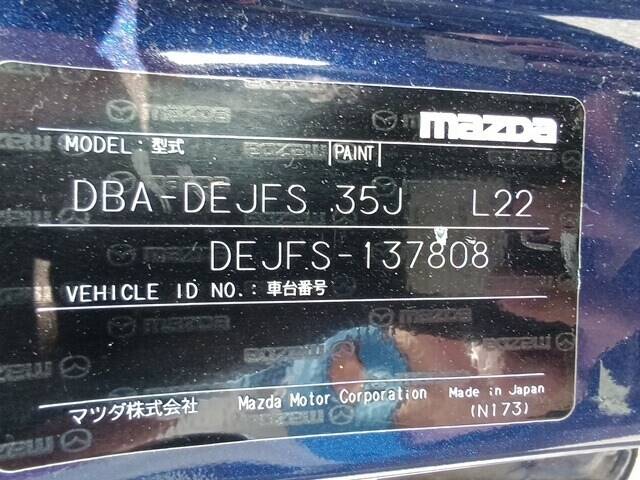 mazda
MODEL : 型式 PAINT
DBA-DEJFS 35J L22
DEJFS-137808
VEHICLE ID NO.: 車台番号
マツダ株式会社 Mazda Motor Corporation Made in Japan
(N173)